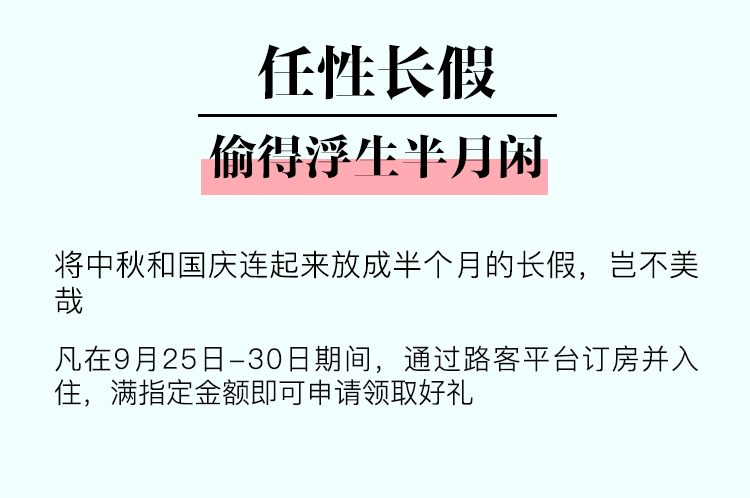 任性长假
偷得浮生半月闲
将中秋和国庆连起来放成半个月的长假，岂不美
哉
凡在9月25日-30日期间，通过路客平台订房并入
住，满指定金额即可申请领取好礼